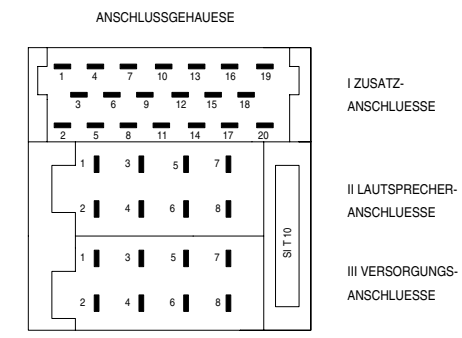 ANSCHLUSSGEHAEUSE
1 4 7 10 13 16 19
3 6 9 12 15 18
2 5 8 11 14 17 20
I ZUSATZ-
ANSCHLUESSE
1 3 5 7
2 4 6 8
II LAUTSPRECHER-
ANSCHLUESSE
SI T 10
1 3 5 7
2 4 6 8
III VERSORGUNGS-
ANSCHLUESSE